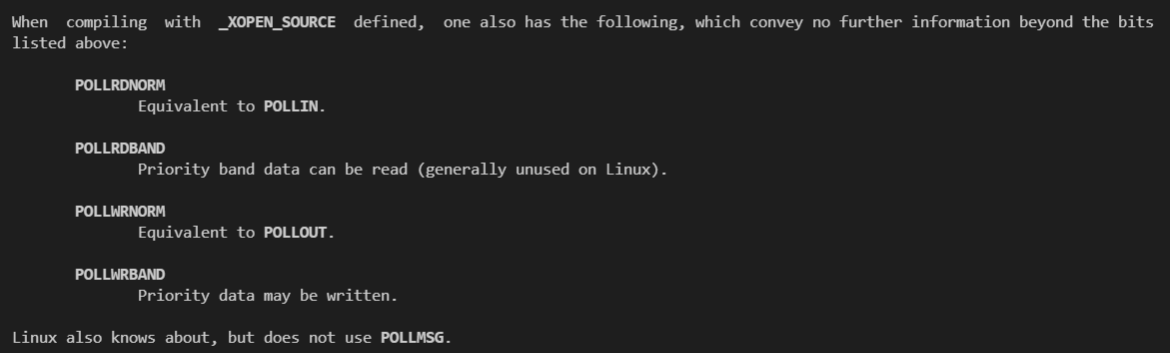 When compiling with _XOPEN_SOURCE defined, one also has the following, which convey no further information beyond the bits
listed above:
POLLRDNORM
Equivalent to POLLIN.
POLLRDBAND
Priority band data can be read (generally unused on Linux).
POLLWRNORM
Equivalent to POLLOUT.
POLLWRBAND
Priority data may be written.
Linux also knows about, but does not use POLLMSG.